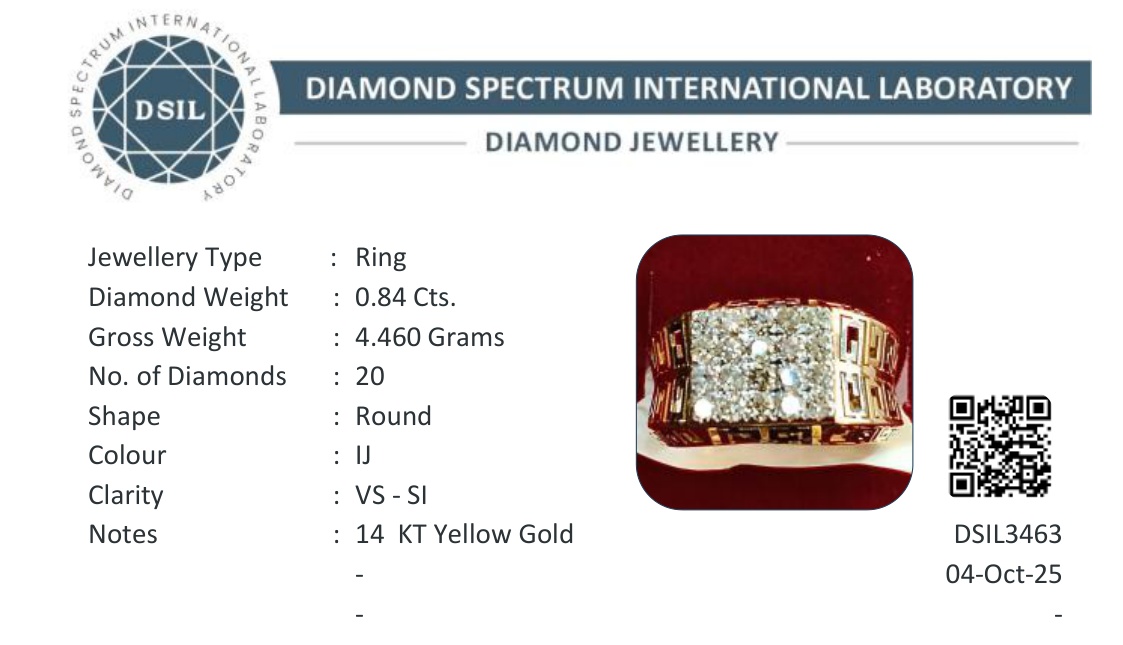 DIAMOND SPECTRUM INTERNATIONAL LABORATORY
DSIL
DIAMOND SPECTRUM INTERNATIONAL LABORATORY
DIAMOND JEWELLERY
Jewellery Type : Ring
Diamond Weight : 0.84 Cts.
Gross Weight : 4.460 Grams
No. of Diamonds : 20
Shape : Round
Colour : IJ
Clarity : VS - SI
Notes : 14 KT Yellow Gold
DSIL3463
-
04-Oct-25
-
-